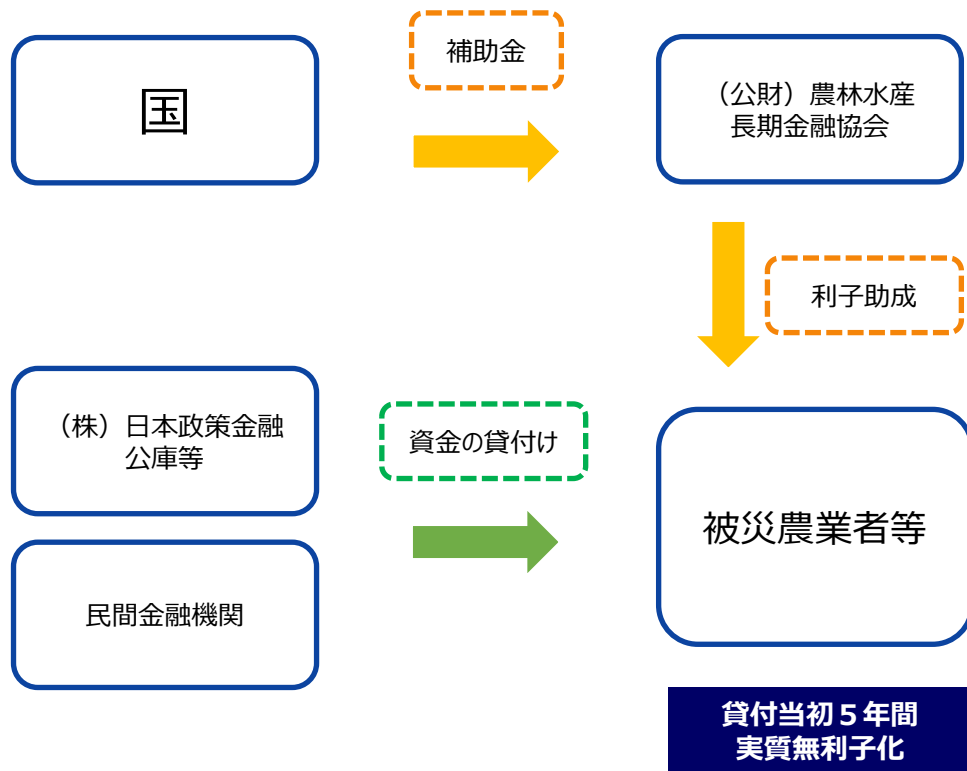 国
補助金
（公財）農林水産
長期金融協会
利子助成
（株）日本政策金融
公庫等
資金の貸付け
民間金融機関
被災農業者等
貸付当初５年間
実質無利子化